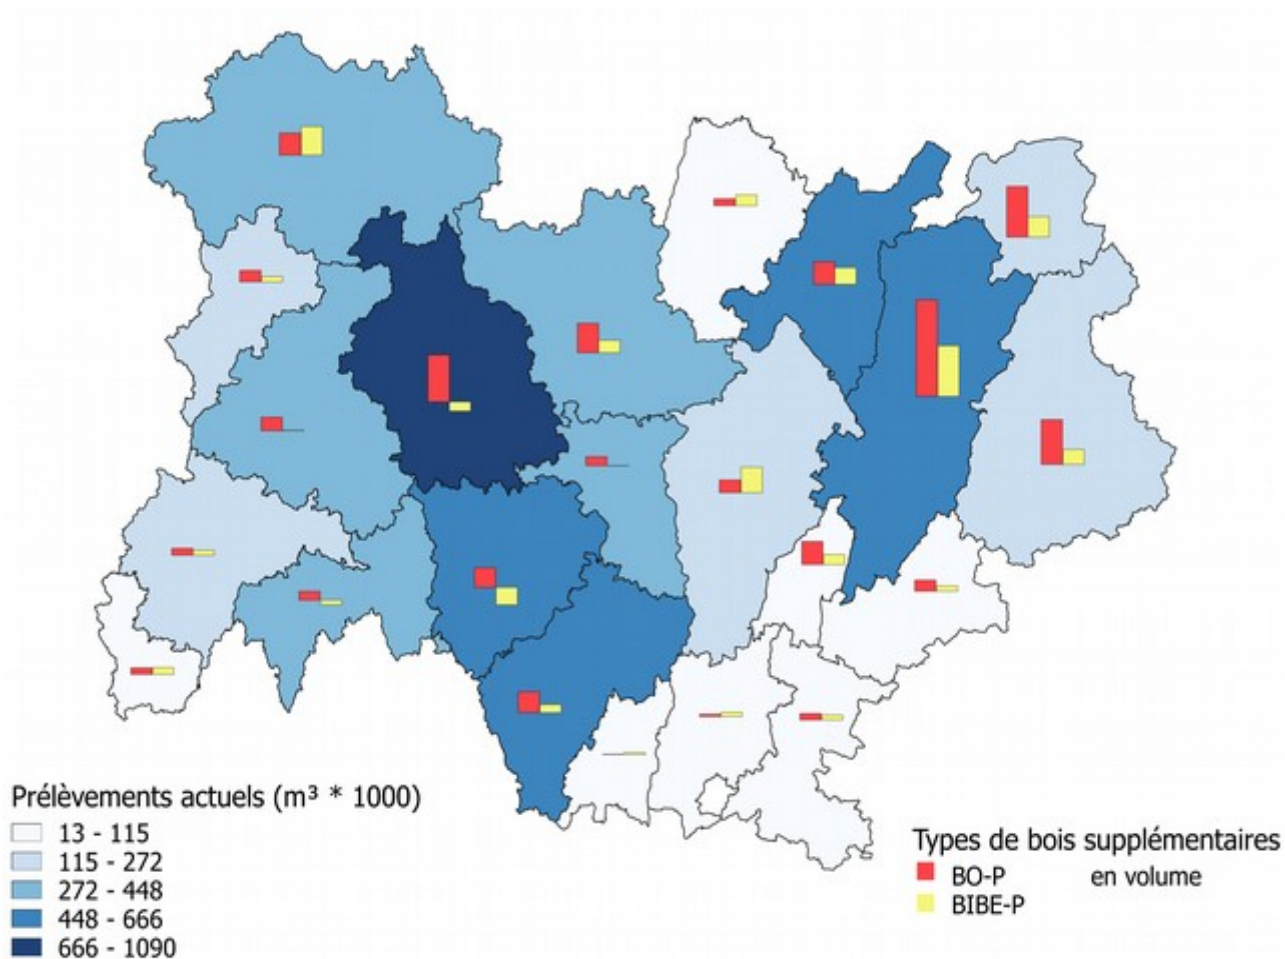 Prélèvements actuels (m³ * 1000)
13 - 115
115 - 272
272 - 448
448 - 666
666 - 1090
Types de bois supplémentaires
en volume
BO-P
BIBE-P